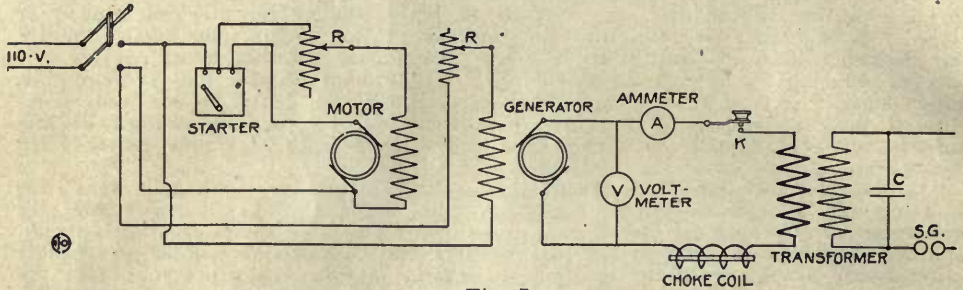 110-V.
STARTER
R
MOTOR
R
GENERATOR
AMMETER
A
K
V
VOLT-
METER
CHOKE COIL
TRANSFORMER
C
S.G.